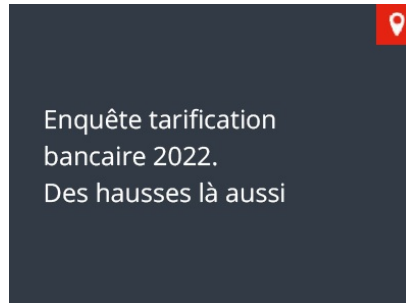 Enquête tarification
bancaire 2022.
Des hausses là aussi